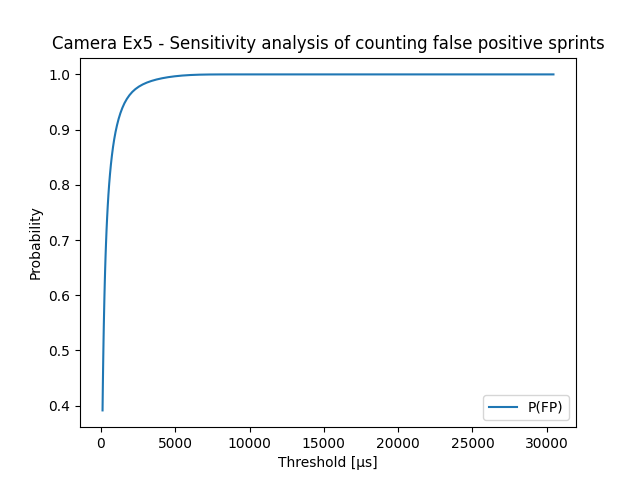 Camera Ex5 - Sensitivity analysis of counting false positive sprints
1.0
0.9
0.8
0.7
0.6
0.5
0.4
Probability
P(FP)
0 5000 10000 15000 20000 25000 30000
Threshold [µs]